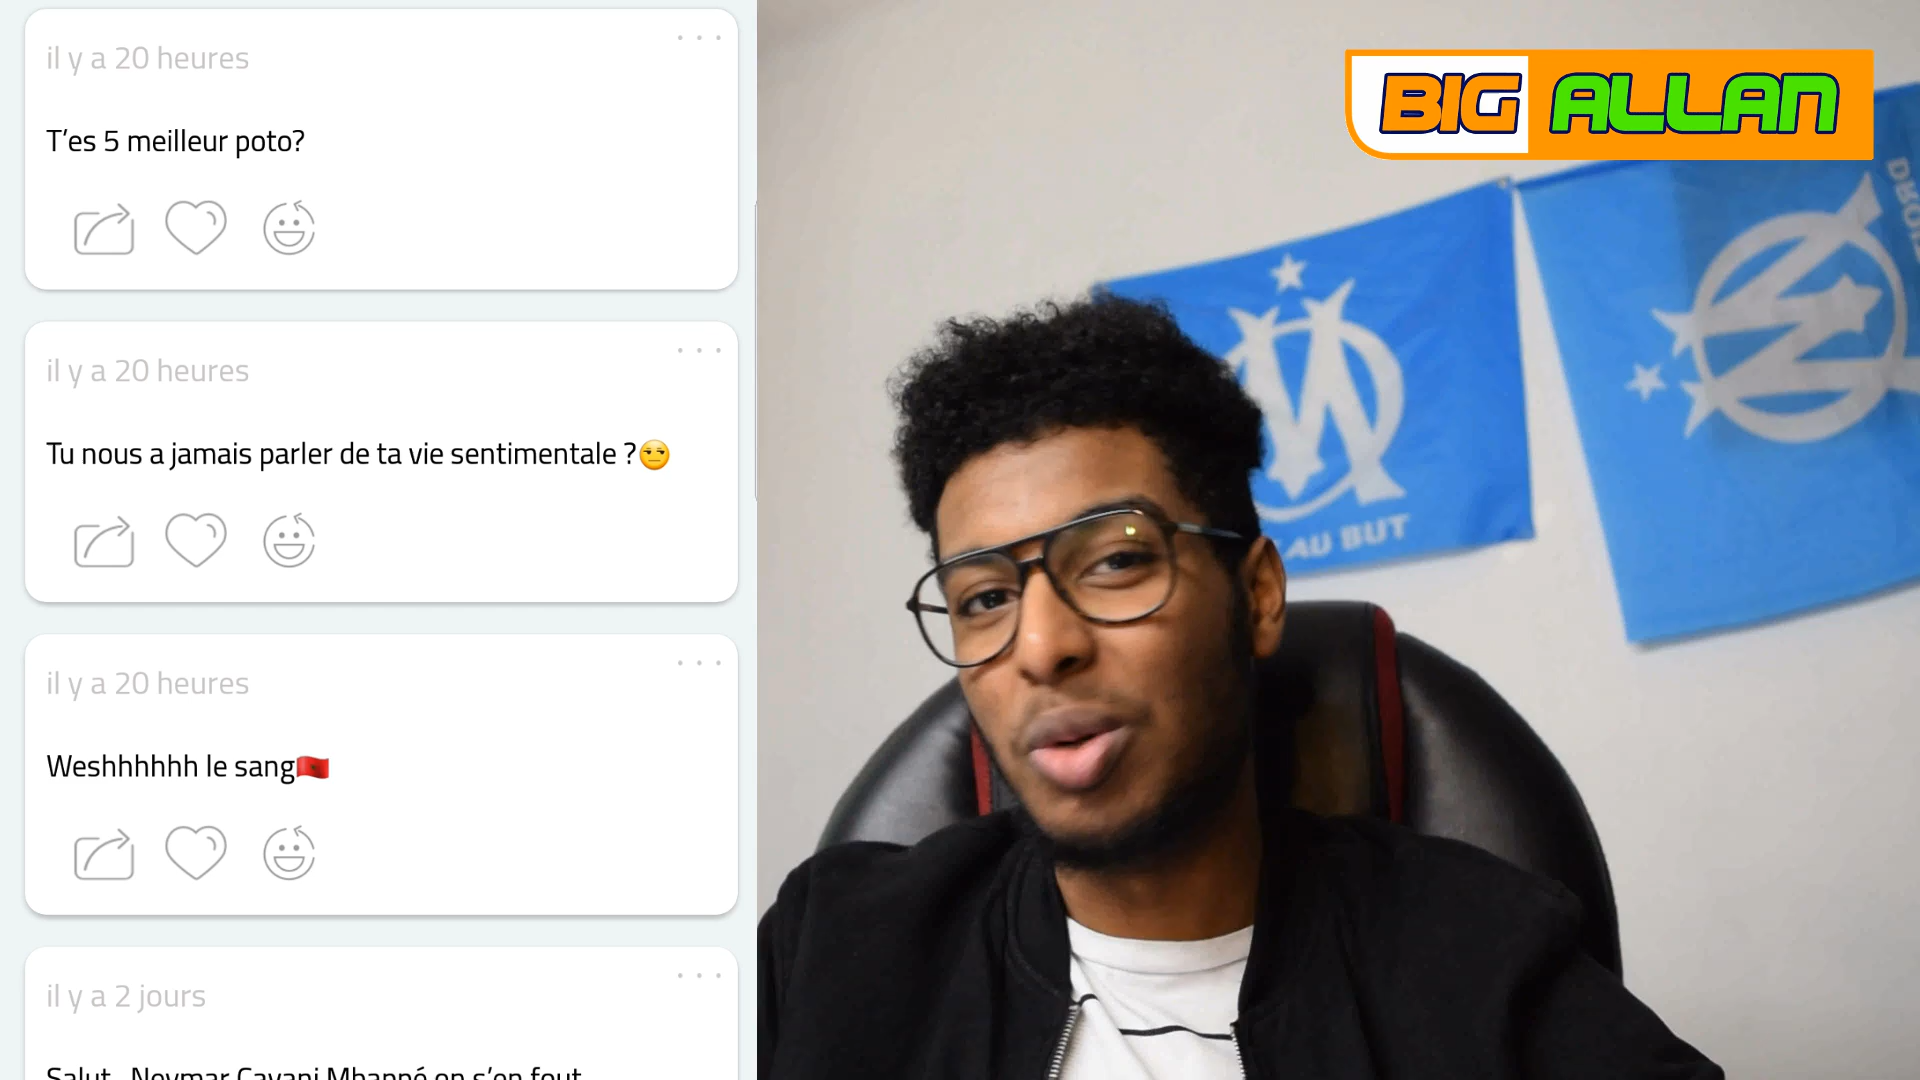 il y a 20 heures
T'es 5 meilleur poto?
il y a 20 heures
Tu nous a jamais parler de ta vie sentimentale ?😒
il y a 20 heures
Weshhhhhh le sang🇲🇦
il y a 2 jours
Salut. Neymar Cavani Mbappé on s'en fout
BIG ALLAN
AU BUT
DROIT